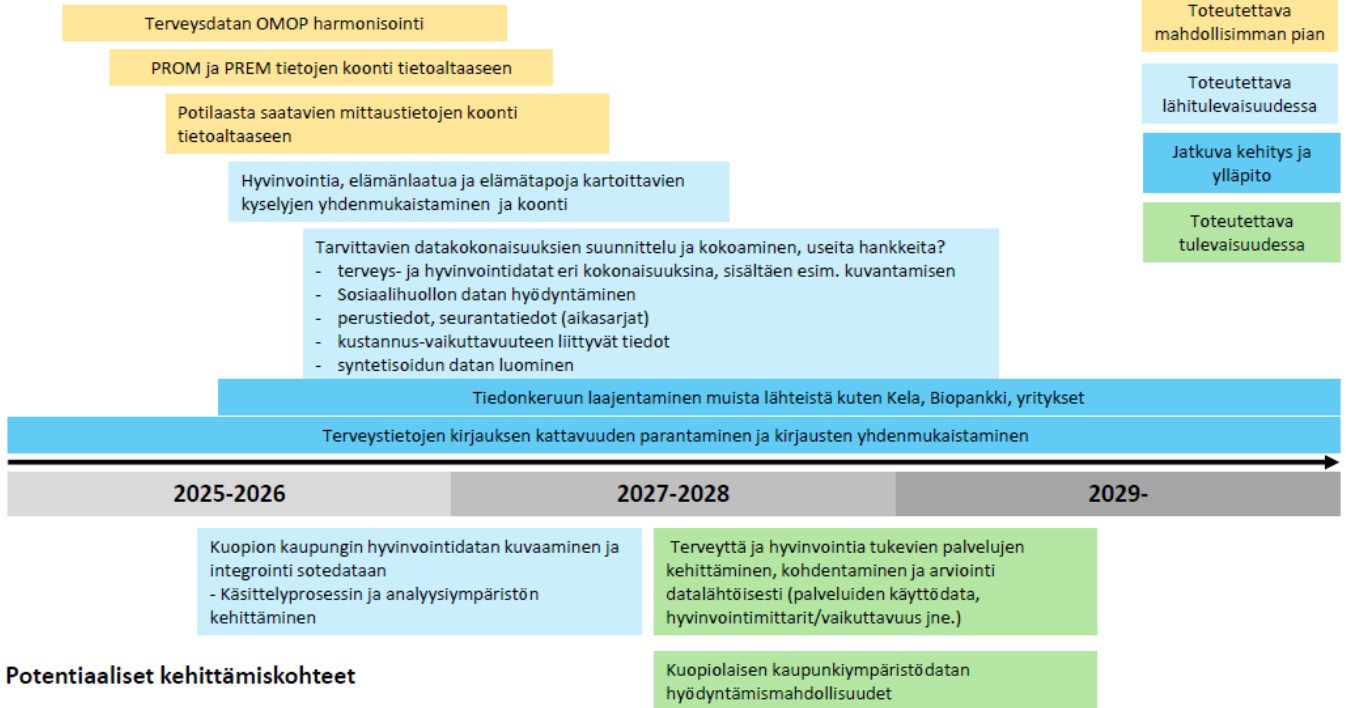 Terveysdatan OMOP harmonisointi
PROM ja PREM tietojen koonti tietoaltaaseen
Potilaasta saatavien mittaustietojen koonti
tietoaltaaseen
Hyvinvointia, elämänlaatua ja elämätapoja kartoittavien
kyselyjen yhdenmukaistaminen ja koonti
Tarvittavien datakokonaisuuksien suunnittelu ja kokoaminen, useita hankkeita?
- terveys- ja hyvinvointidatat eri kokonaisuuksina, sisältäen esim. kuvantamisen
- Sosiaalihuollon datan hyödyntäminen
- perustiedot, seurantatiedot (aikasarjat)
- kustannus-vaikuttavuuteen liittyvät tiedot
- syntetisoidun datan luominen
Tiedonkeruun laajentaminen muista lähteistä kuten Kela, Biopankki, yritykset
Terveystietojen kirjauksen kattavuuden parantaminen ja kirjausten yhdenmukaistaminen
Toteutettava
mahdollisimman pian
Toteutettava
lähitulevaisuudessa
Jatkuva kehitys ja
ylläpito
Toteutettava
tulevaisuudessa
2025-2026
2027-2028
2029-
Kuopion kaupungin hyvinvointidatan kuvaaminen ja
integrointi sotedataan
- Käsittelyprosessin ja analyysiympäristön
kehittäminen
Terveyttä ja hyvinvointia tukevien palvelujen
kehittäminen, kohdentaminen ja arviointi
datalähtöisesti (palveluiden käyttödata,
hyvinvointimittarit/vaikuttavuus jne.)
Potentiaaliset kehittämiskohteet
Kuopiolaisen kaupunkiympäristödatan
hyödyntämismahdollisuudet